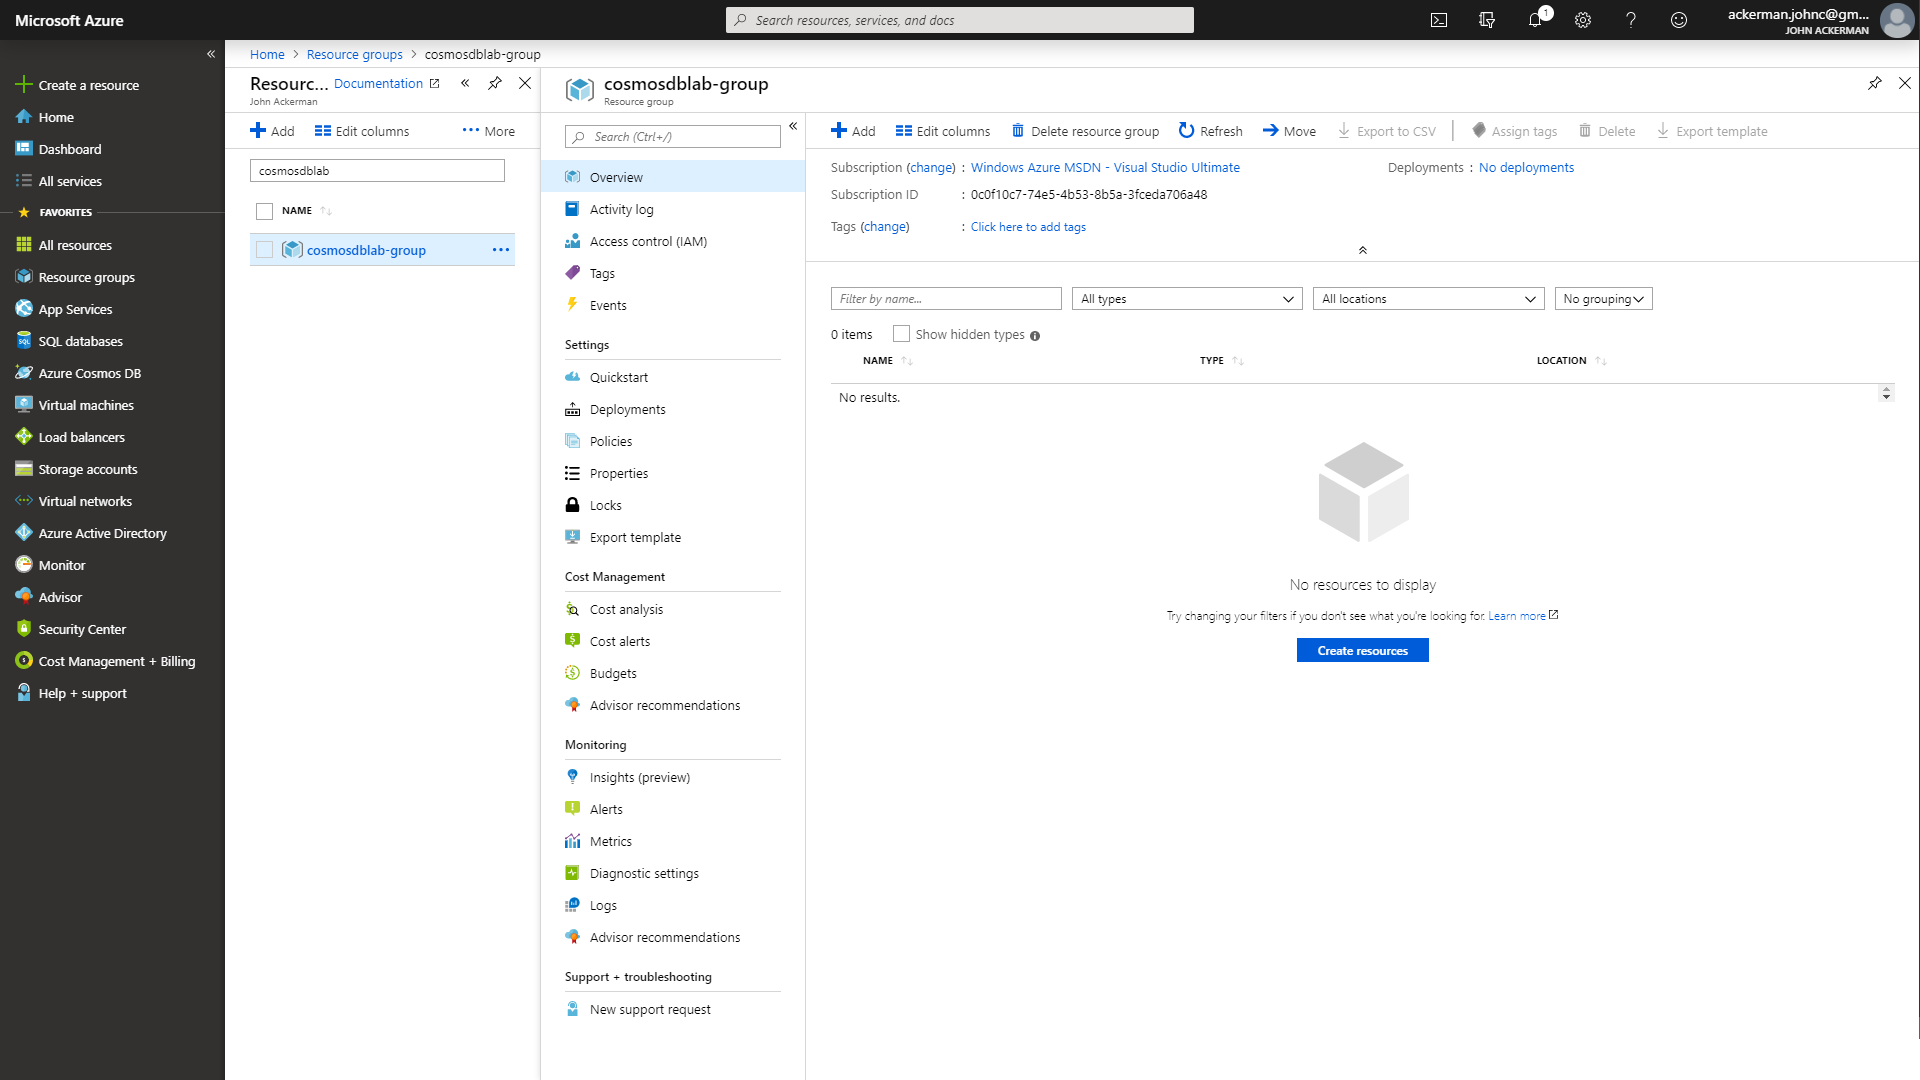 Microsoft Azure
Search resources, services, and docs
1
ackerman.johnc@gm...
JOHN ACKERMAN
Create a resource
Home
Dashboard
All services
FAVORITES
All resources
Resource groups
App Services
SQL databases
Azure Cosmos DB
Virtual machines
Load balancers
Storage accounts
Virtual networks
Azure Active Directory
Monitor
Advisor
Security Center
Cost Management + Billing
Help + support
Home > Resource groups > cosmosdblab-group
Resourc... Documentation
John Ackerman
Add Edit columns More
cosmosdblab
NAME
cosmosdblab-group
cosmosdblab-group
Resource group
Search (Ctrl+/)
Overview
Activity log
Access control (IAM)
Tags
Events
Settings
Quickstart
Deployments
Policies
Properties
Locks
Export template
Cost Management
Cost analysis
Cost alerts
Budgets
Advisor recommendations
Monitoring
Insights (preview)
Alerts
Metrics
Diagnostic settings
Logs
Advisor recommendations
Support + troubleshooting
New support request
Add Edit columns Delete resource group Refresh Move Export to CSV Assign tags Delete Export template
Subscription (change) : Windows Azure MSDN - Visual Studio Ultimate Deployments : No deployments
Subscription ID : 0c0f10c7-74e5-4b53-8b5a-3fceda706a48
Tags (change) : Click here to add tags
Filter by name... All types All locations No grouping
0 items Show hidden types
NAME TYPE LOCATION
No results.
No resources to display
Try changing your filters if you don't see what you're looking for. Learn more
Create resources